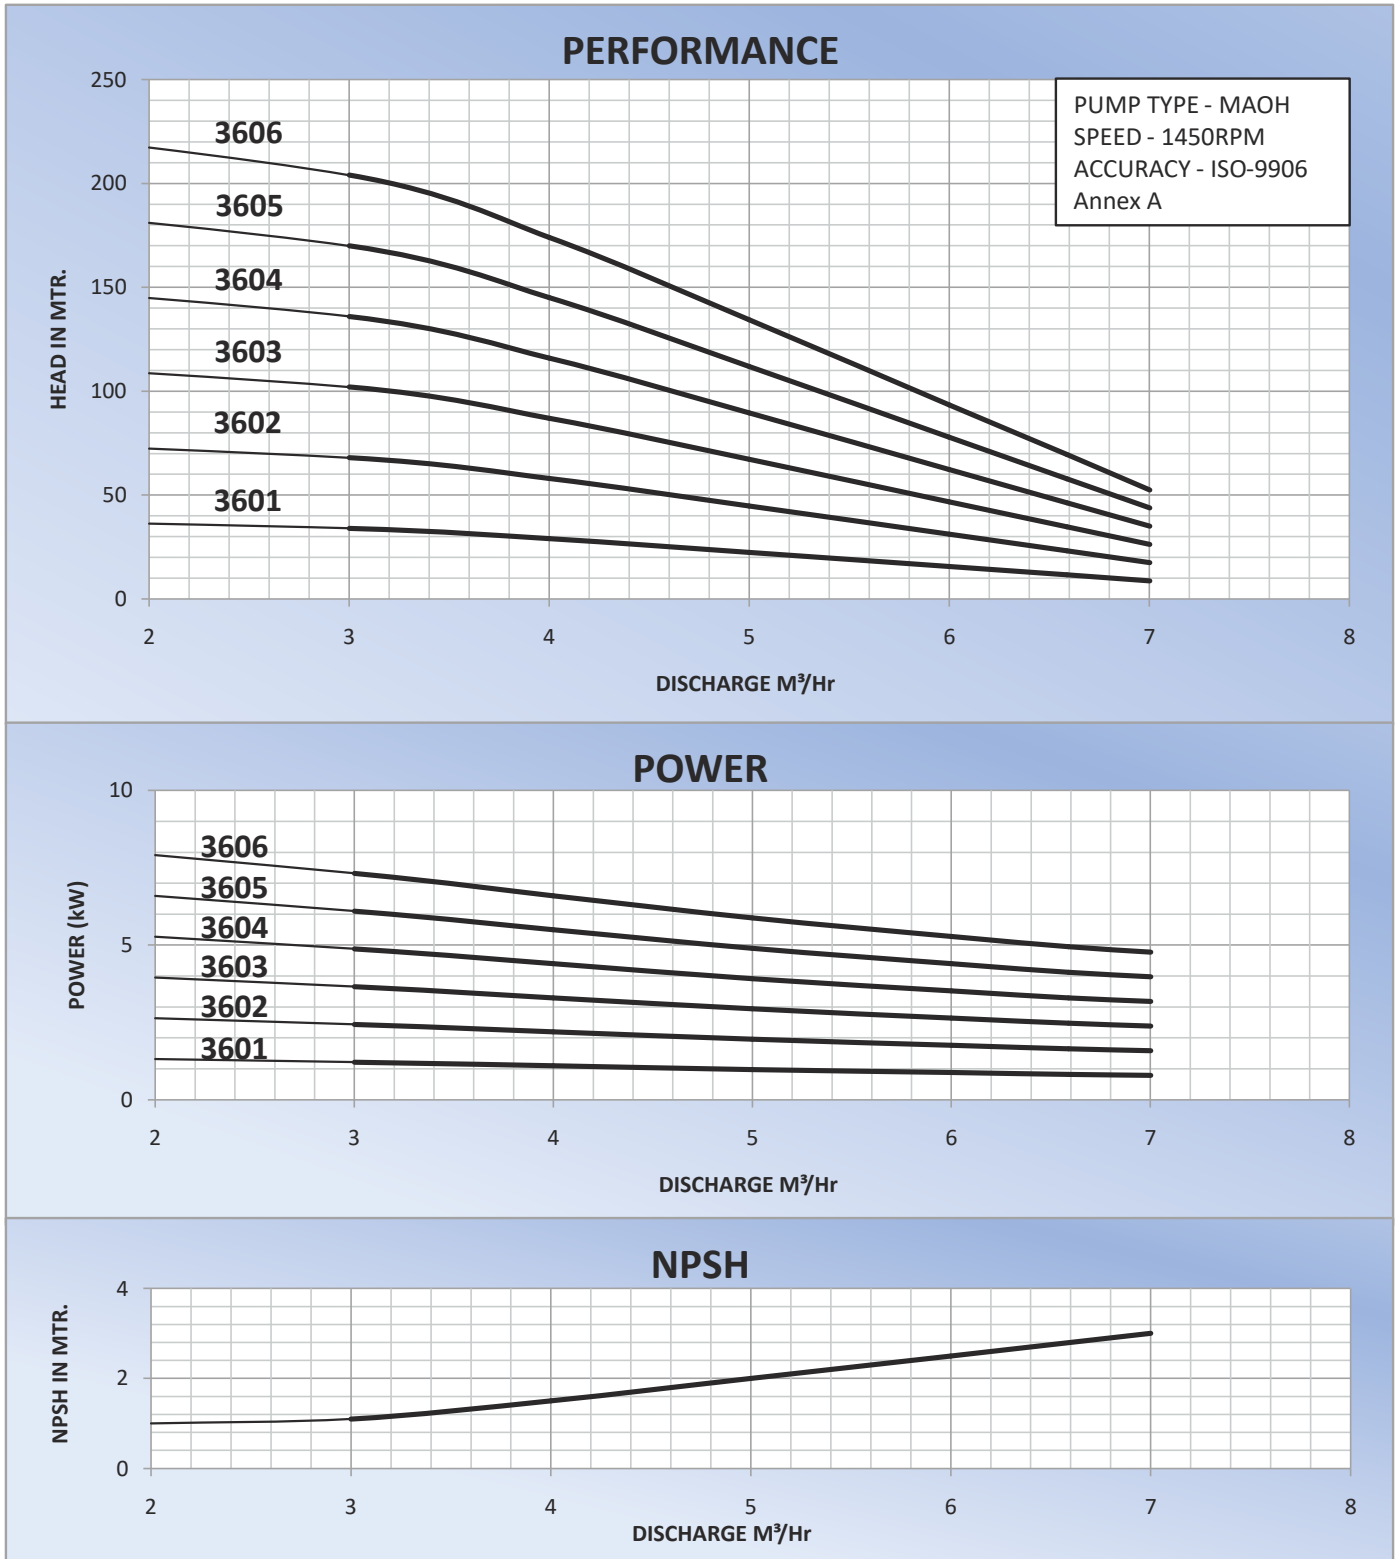 PERFORMANCE
PUMP TYPE - MAOH
SPEED - 1450RPM
ACCURACY - ISO-9906
Annex A
250
200
150
100
50
0
HEAD IN MTR.
3606
3605
3604
3603
3602
3601
2 3 4 5 6 7 8
DISCHARGE M³/Hr
POWER
10
5
0
POWER (kW)
3606
3605
3604
3603
3602
3601
2 3 4 5 6 7 8
DISCHARGE M³/Hr
NPSH
4
2
0
NPSH IN MTR.
2 3 4 5 6 7 8
DISCHARGE M³/Hr